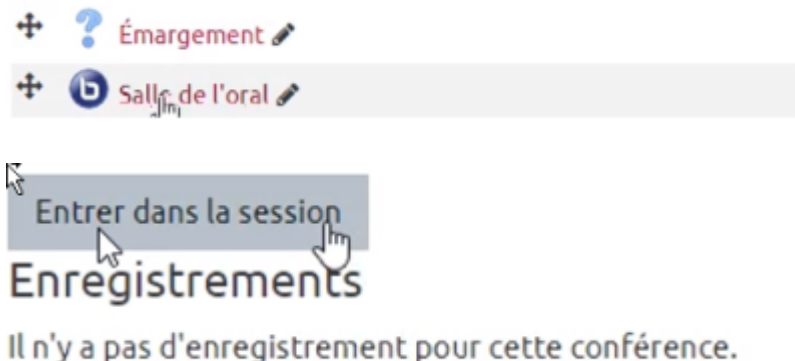 Émargement
Salle de l'oral
Entrer dans la session
Enregistrements
Il n'y a pas d'enregistrement pour cette conférence.